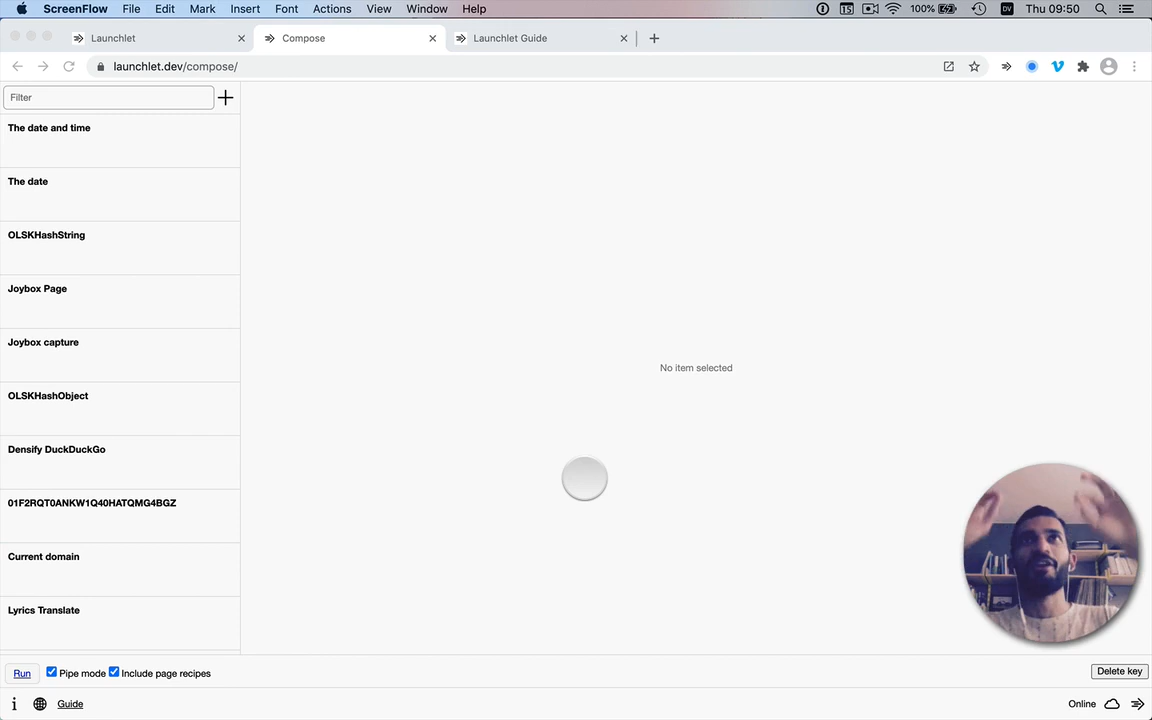 ScreenFlow File Edit Mark Insert Font Actions View Window Help 15 100% DV Thu 09:50
Launchlet Compose Launchlet Guide
launchlet.dev/compose/
Filter
The date and time
The date
OLSKHashString
Joybox Page
Joybox capture
OLSKHashObject
Densify DuckDuckGo
01F2RQT0ANKW1Q40HATQMG4BGZ
Current domain
Lyrics Translate
No item selected
Run Pipe mode Include page recipes Delete key
Guide Online